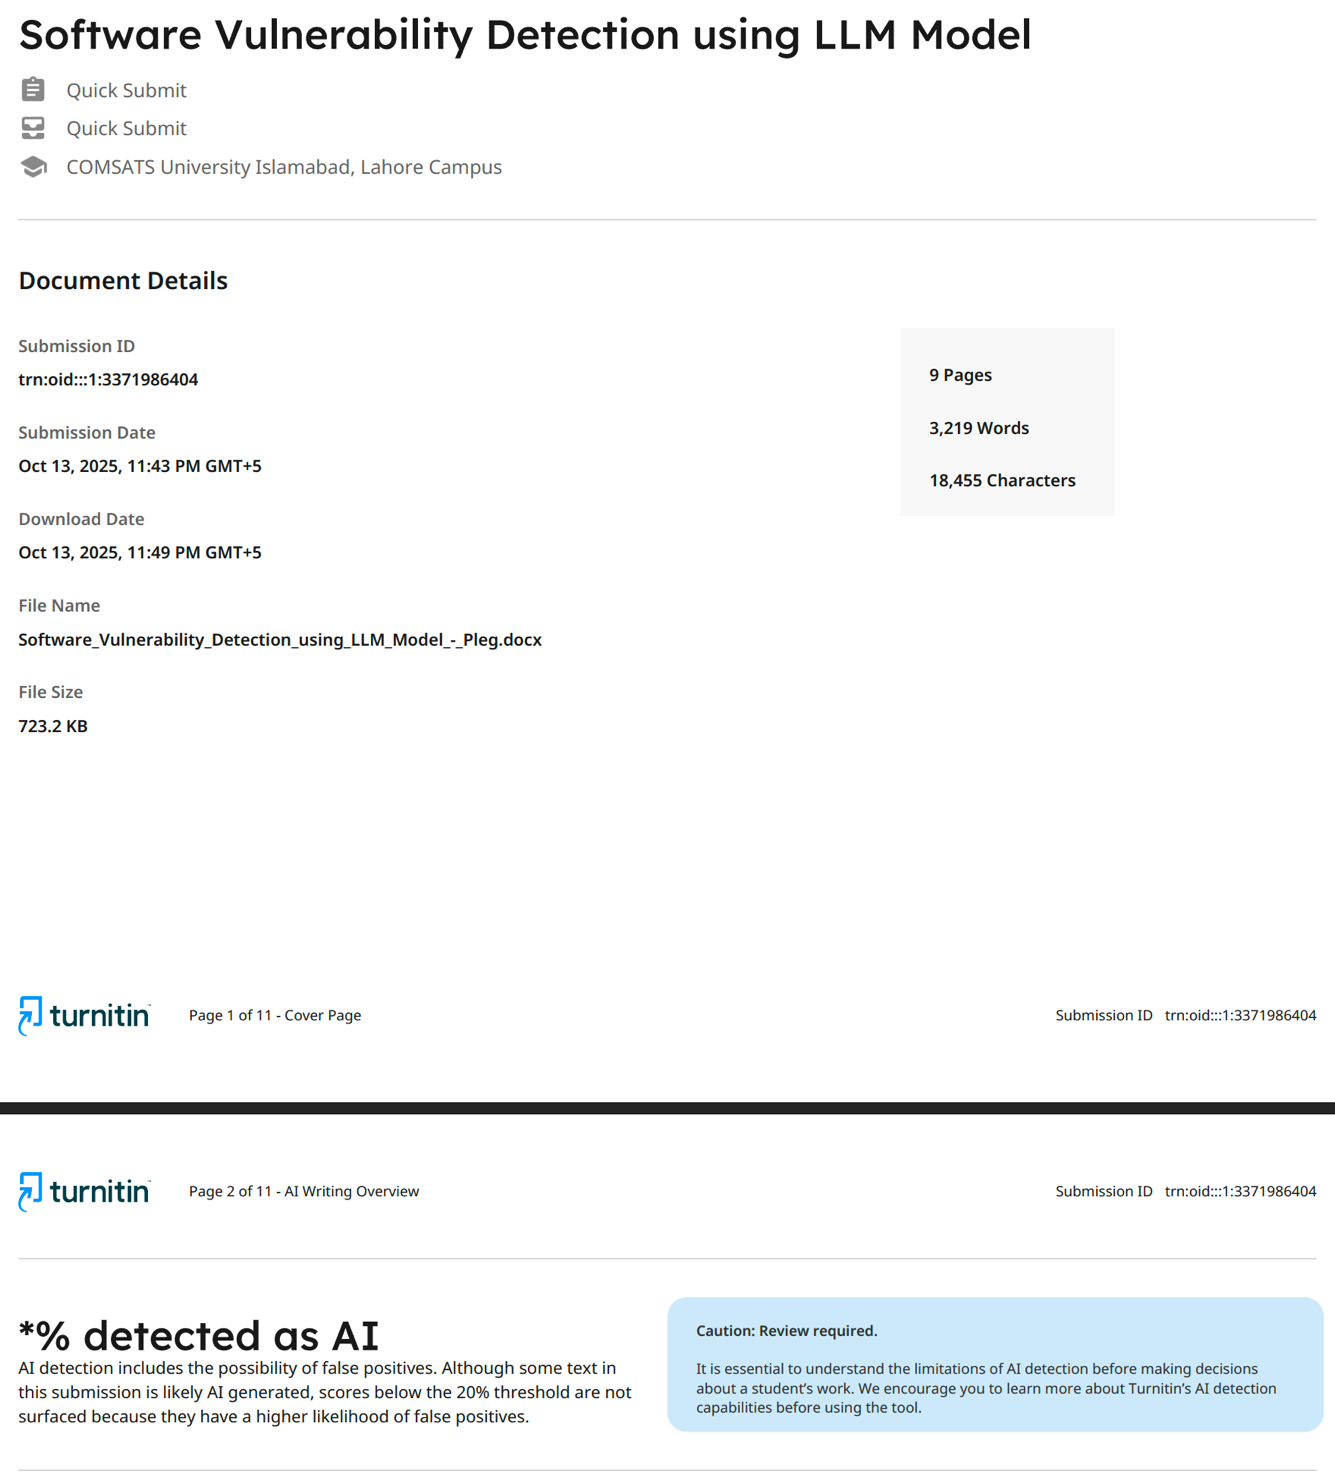 Software Vulnerability Detection using LLM Model
Quick Submit
Quick Submit
COMSATS University Islamabad, Lahore Campus
Document Details
Submission ID
trn:oid:::1:3371986404
Submission Date
Oct 13, 2025, 11:43 PM GMT+5
Download Date
Oct 13, 2025, 11:49 PM GMT+5
File Name
Software_Vulnerability_Detection_using_LLM_Model_-_Pleg.docx
File Size
723.2 KB
9 Pages
3,219 Words
18,455 Characters
turnitin Page 1 of 11 - Cover Page Submission ID trn:oid:::1:3371986404
turnitin Page 2 of 11 - AI Writing Overview Submission ID trn:oid:::1:3371986404
*% detected as AI
AI detection includes the possibility of false positives. Although some text in
this submission is likely AI generated, scores below the 20% threshold are not
surfaced because they have a higher likelihood of false positives.
Caution: Review required.
It is essential to understand the limitations of AI detection before making decisions
about a student’s work. We encourage you to learn more about Turnitin’s AI detection
capabilities before using the tool.